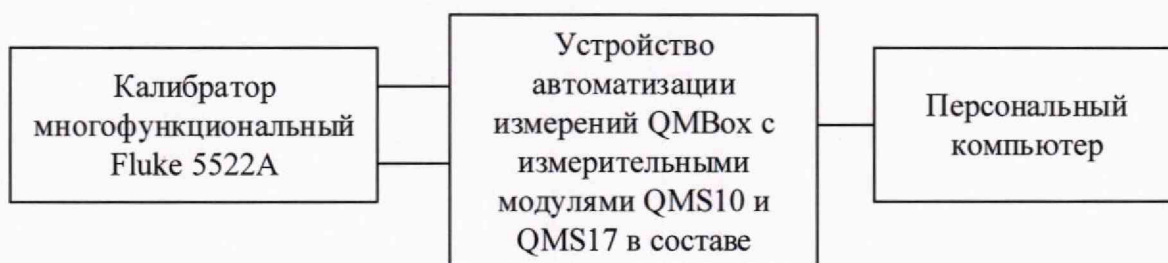 Калибратор
многофункциональный
Fluke 5522A
Устройство
автоматизации
измерений QMBox с
измерительными
модулями QMS10 и
QMS17 в составе
Персональный
компьютер